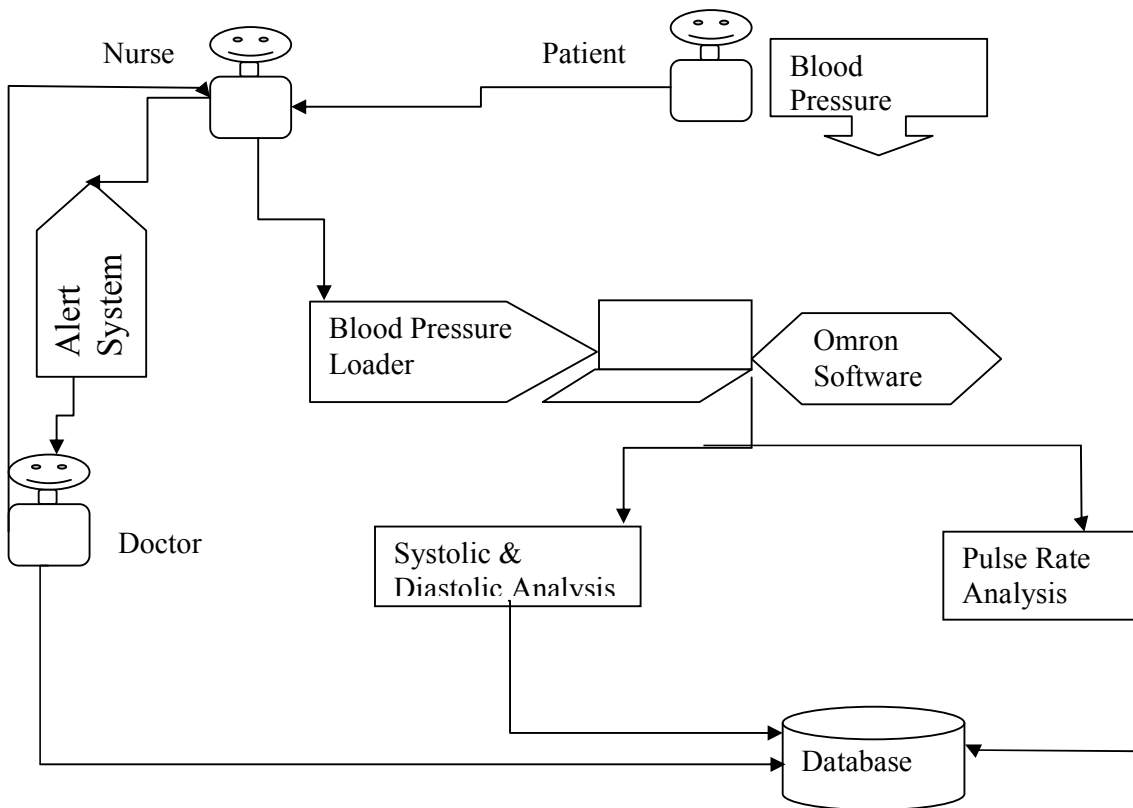 Nurse
Patient
Blood
Pressure
Alert
System
Blood Pressure
Loader
Omron
Software
Doctor
Systolic &
Diastolic Analysis
Pulse Rate
Analysis
Database